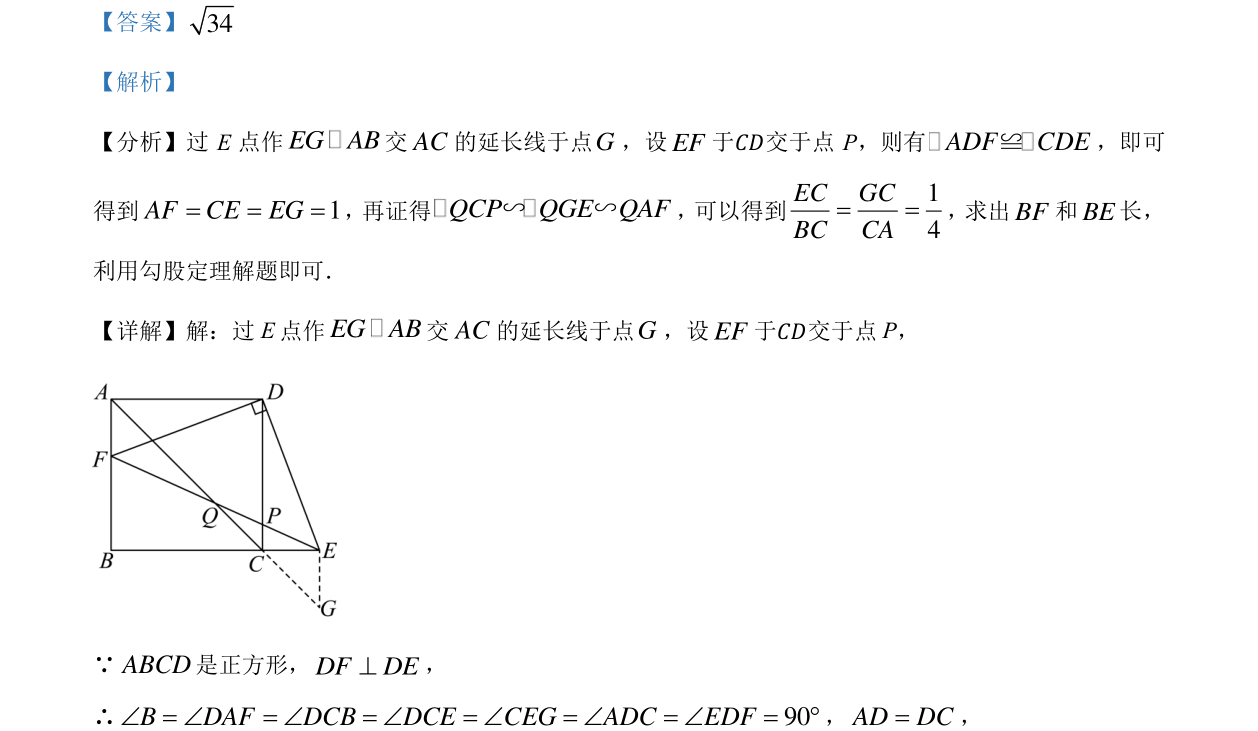 【答案】√34
【解析】
【分析】过 E 点作 EG□AB 交 AC 的延长线于点 G，设 EF 于CD交于点 P，则有□ADF≌□CDE，即可
得到 AF = CE = EG = 1，再证得□QCP∽□QGE∽QAF，可以得到 EC/BC = GC/CA = 1/4，求出 BF 和 BE 长，
利用勾股定理解题即可．
【详解】解：过 E 点作 EG□AB 交 AC 的延长线于点 G，设 EF 于CD交于点 P，
A D
F
Q P
B C E
G
∵ ABCD 是正方形， DF ⊥ DE，
∴ ∠B = ∠DAF = ∠DCB = ∠DCE = ∠CEG = ∠ADC = ∠EDF = 90°， AD = DC，